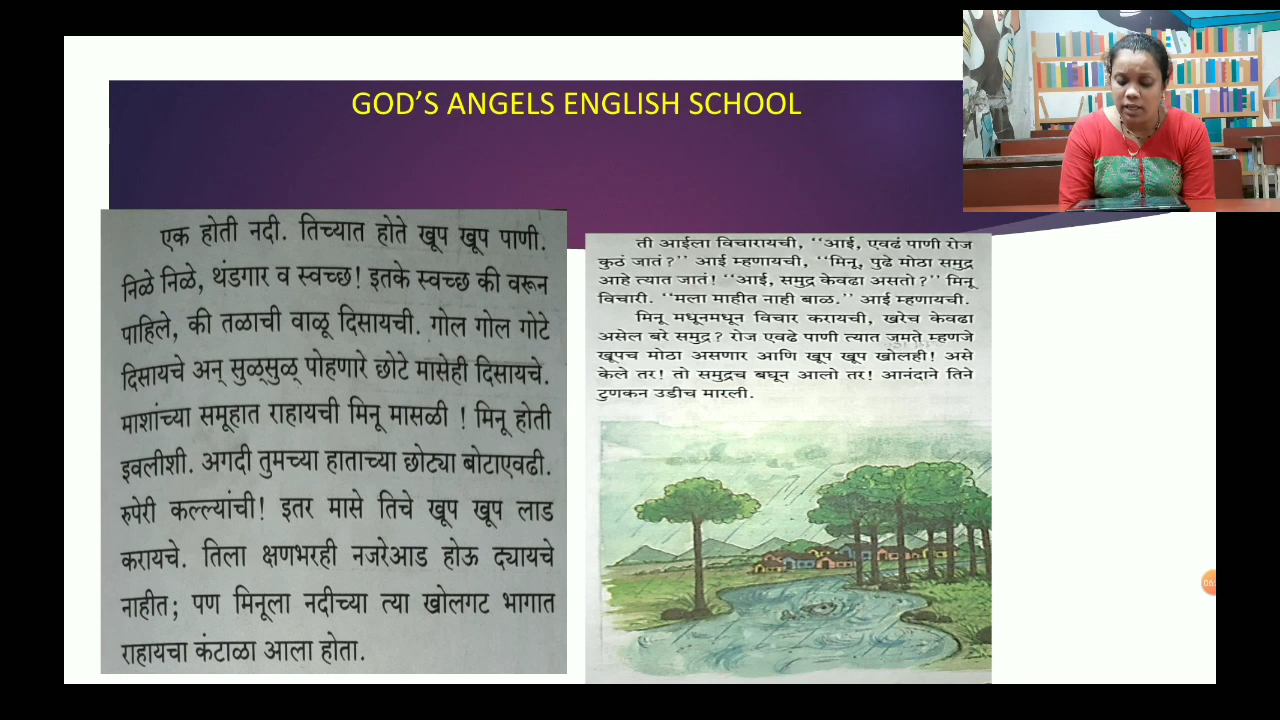 GOD'S ANGELS ENGLISH SCHOOL
एक होती नदी. तिच्यात होते खूप खूप पाणी.
निळे निळे, थंडगार व स्वच्छ! इतके स्वच्छ की वरून
पाहिले, की तळाची वाळू दिसायची. गोल गोल गोटे
दिसायचे अन् सुळ्सुळ् पोहणारे छोटे मासेही दिसायचे.
माशांच्या समूहात राहायची मिनू मासळी ! मिनू होती
इवलीशी. अगदी तुमच्या हाताच्या छोट्या बोटाएवढी.
रुपेरी कल्ल्यांची! इतर मासे तिचे खूप खूप लाड
करायचे. तिला क्षणभरही नजरेआड होऊ द्यायचे
नाहीत; पण मिनूला नदीच्या त्या खोलगट भागात
राहायचा कंटाळा आला होता.
ती आईला विचारायची, ‘‘आई, एवढं पाणी रोज
कुठं जातं?’’ आई म्हणायची, ‘‘मिनू, पुढे मोठा समुद्र
आहे त्यात जातं! ‘‘आई, समुद्र केवढा असतो?’’ मिनू
विचारी. ‘‘मला माहीत नाही बाळ.’’ आई म्हणायची.
मिनू मधूनमधून विचार करायची, खरेच केवढा
असेल बरे समुद्र? रोज एवढे पाणी त्यात जमते म्हणजे
खूपच मोठा असणार आणि खूप खूप खोलही! असे
केले तर! तो समुद्रच बघून आलो तर! आनंदाने तिने
टुणकन उडीच मारली.